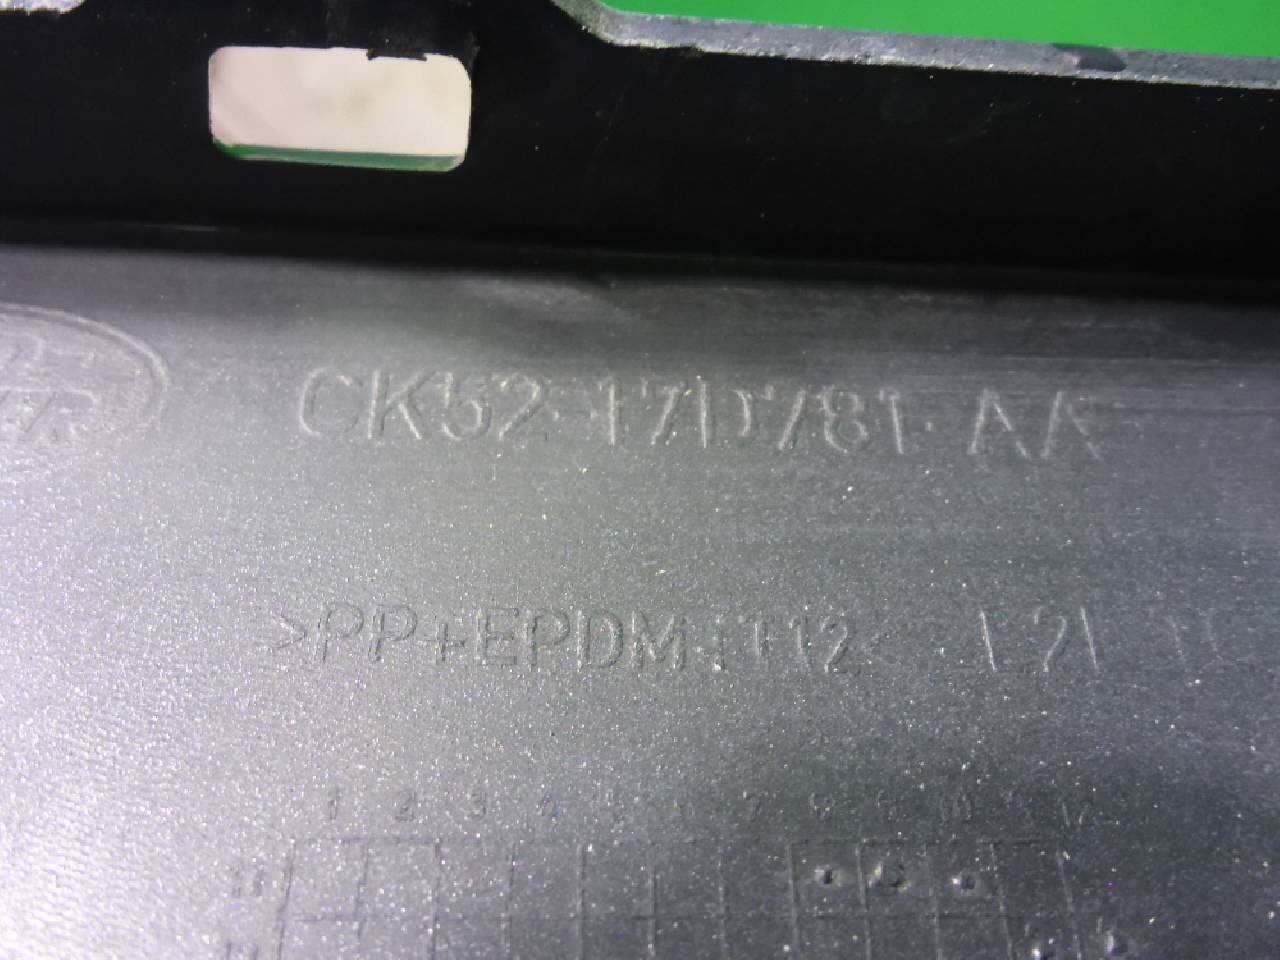 CK52-17D781-AA
>PP+EPDM-T12<
1 2 3 4 5 6 7 8 9 10 11 12